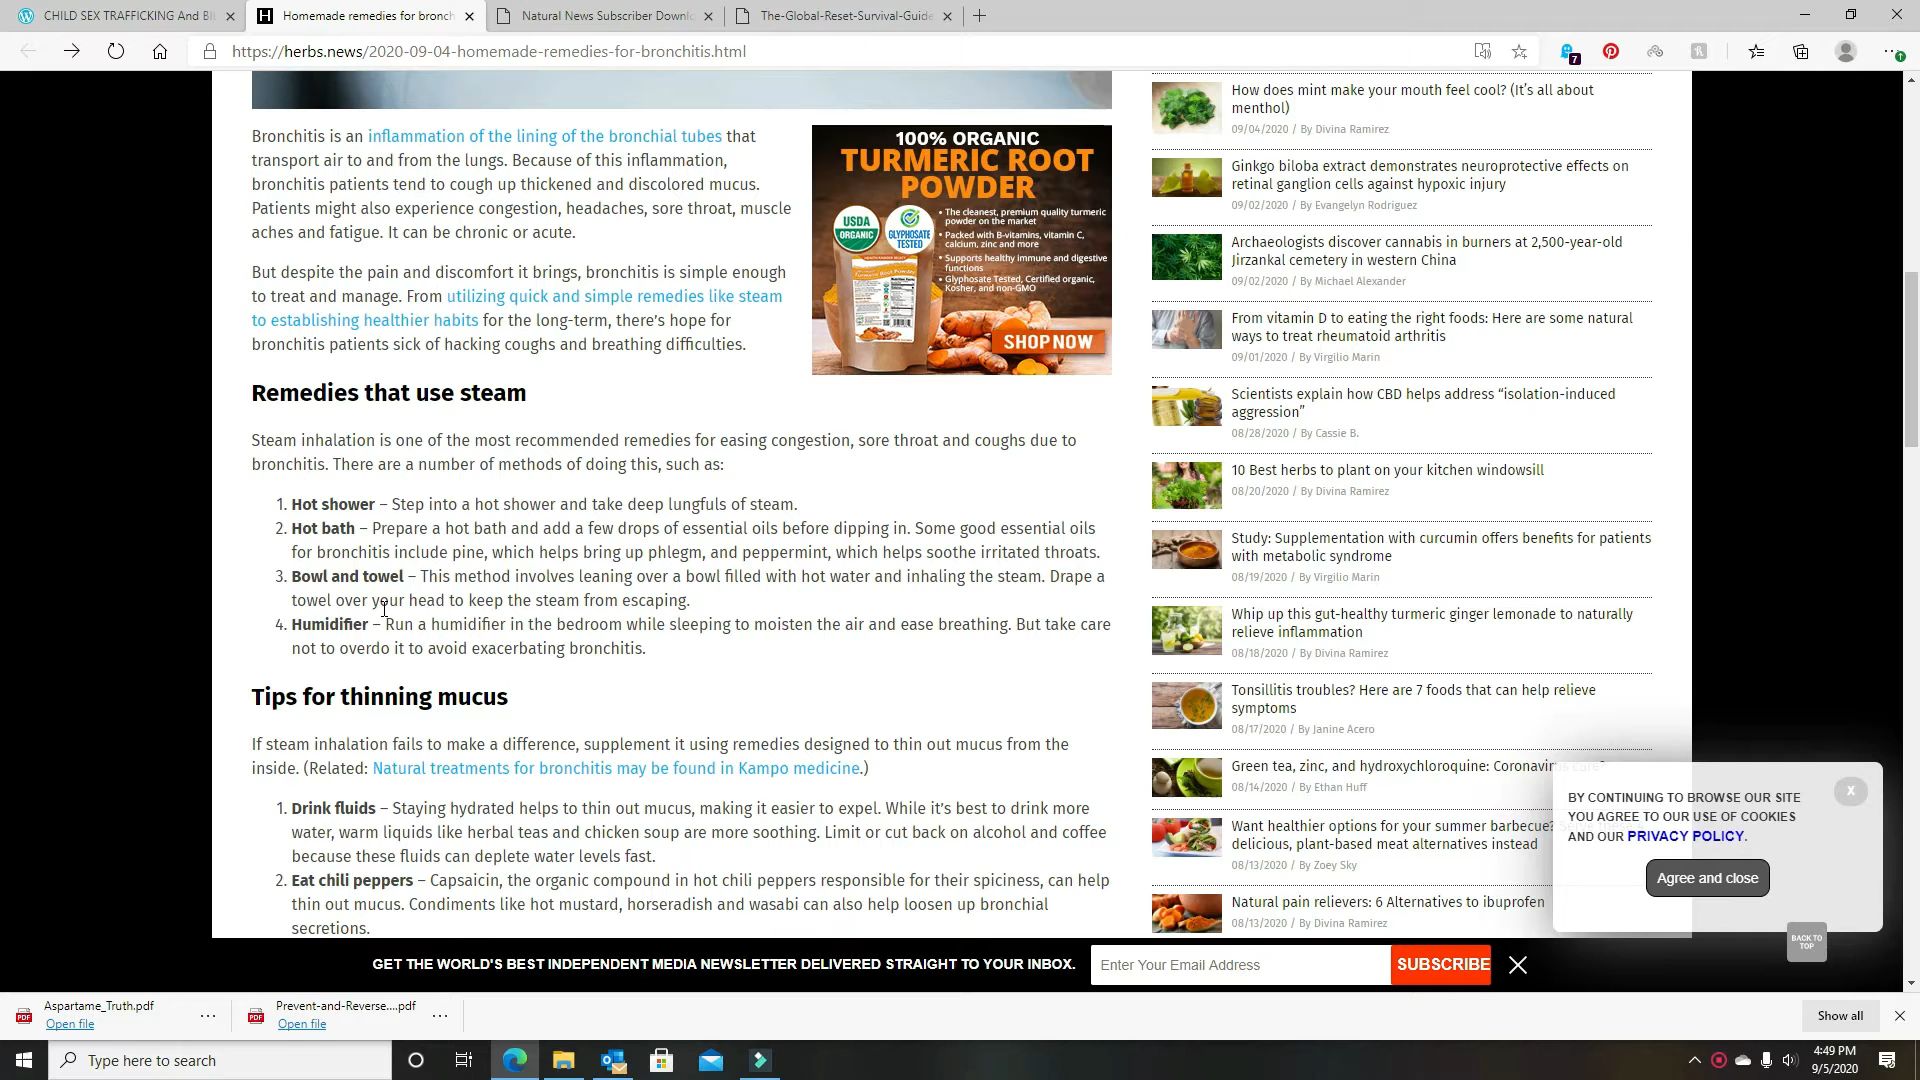 CHILD SEX TRAFFICKING And Bl
Homemade remedies for bronch
Natural News Subscriber Downl
The-Global-Reset-Survival-Guide
https://herbs.news/2020-09-04-homemade-remedies-for-bronchitis.html
7
Bronchitis is an inflammation of the lining of the bronchial tubes that
transport air to and from the lungs. Because of this inflammation,
bronchitis patients tend to cough up thickened and discolored mucus.
Patients might also experience congestion, headaches, sore throat, muscle
aches and fatigue. It can be chronic or acute.
But despite the pain and discomfort it brings, bronchitis is simple enough
to treat and manage. From utilizing quick and simple remedies like steam
to establishing healthier habits for the long-term, there's hope for
bronchitis patients sick of hacking coughs and breathing difficulties.
100% ORGANIC
TURMERIC ROOT
POWDER
USDA
ORGANIC
GLYPHOSATE
TESTED
• The cleanest, premium quality turmeric
powder on the market
• Packed with B-vitamins, vitamin C,
calcium, zinc and more
• Supports healthy immune and digestive
functions
• Glyphosate Tested, Certified organic,
Kosher, and non-GMO
SHOP NOW
Remedies that use steam
Steam inhalation is one of the most recommended remedies for easing congestion, sore throat and coughs due to
bronchitis. There are a number of methods of doing this, such as:
1. Hot shower – Step into a hot shower and take deep lungfuls of steam.
2. Hot bath – Prepare a hot bath and add a few drops of essential oils before dipping in. Some good essential oils
for bronchitis include pine, which helps bring up phlegm, and peppermint, which helps soothe irritated throats.
3. Bowl and towel – This method involves leaning over a bowl filled with hot water and inhaling the steam. Drape a
towel over your head to keep the steam from escaping.
4. Humidifier – Run a humidifier in the bedroom while sleeping to moisten the air and ease breathing. But take care
not to overdo it to avoid exacerbating bronchitis.
Tips for thinning mucus
If steam inhalation fails to make a difference, supplement it using remedies designed to thin out mucus from the
inside. (Related: Natural treatments for bronchitis may be found in Kampo medicine.)
1. Drink fluids – Staying hydrated helps to thin out mucus, making it easier to expel. While it's best to drink more
water, warm liquids like herbal teas and chicken soup are more soothing. Limit or cut back on alcohol and coffee
because these fluids can deplete water levels fast.
2. Eat chili peppers – Capsaicin, the organic compound in hot chili peppers responsible for their spiciness, can help
thin out mucus. Condiments like hot mustard, horseradish and wasabi can also help loosen up bronchial
secretions.
How does mint make your mouth feel cool? (It's all about
menthol)
09/04/2020 / By Divina Ramirez
Ginkgo biloba extract demonstrates neuroprotective effects on
retinal ganglion cells against hypoxic injury
09/02/2020 / By Evangelyn Rodriguez
Archaeologists discover cannabis in burners at 2,500-year-old
Jirzankal cemetery in western China
09/02/2020 / By Michael Alexander
From vitamin D to eating the right foods: Here are some natural
ways to treat rheumatoid arthritis
09/01/2020 / By Virgilio Marin
Scientists explain how CBD helps address “isolation-induced
aggression”
08/28/2020 / By Cassie B.
10 Best herbs to plant on your kitchen windowsill
08/20/2020 / By Divina Ramirez
Study: Supplementation with curcumin offers benefits for patients
with metabolic syndrome
08/19/2020 / By Virgilio Marin
Whip up this gut-healthy turmeric ginger lemonade to naturally
relieve inflammation
08/18/2020 / By Divina Ramirez
Tonsillitis troubles? Here are 7 foods that can help relieve
symptoms
08/17/2020 / By Janine Acero
Green tea, zinc, and hydroxychloroquine: Coronavirus cure?
08/14/2020 / By Ethan Huff
Want healthier options for your summer barbecue?
delicious, plant-based meat alternatives instead
08/13/2020 / By Zoey Sky
Natural pain relievers: 6 Alternatives to ibuprofen
08/13/2020 / By Divina Ramirez
X
BY CONTINUING TO BROWSE OUR SITE
YOU AGREE TO OUR USE OF COOKIES
AND OUR PRIVACY POLICY.
Agree and close
BACK TO
TOP
GET THE WORLD'S BEST INDEPENDENT MEDIA NEWSLETTER DELIVERED STRAIGHT TO YOUR INBOX.
Enter Your Email Address
SUBSCRIBE
Aspartame_Truth.pdf
Open file
Prevent-and-Reverse....pdf
Open file
Show all
Type here to search
4:49 PM
9/5/2020